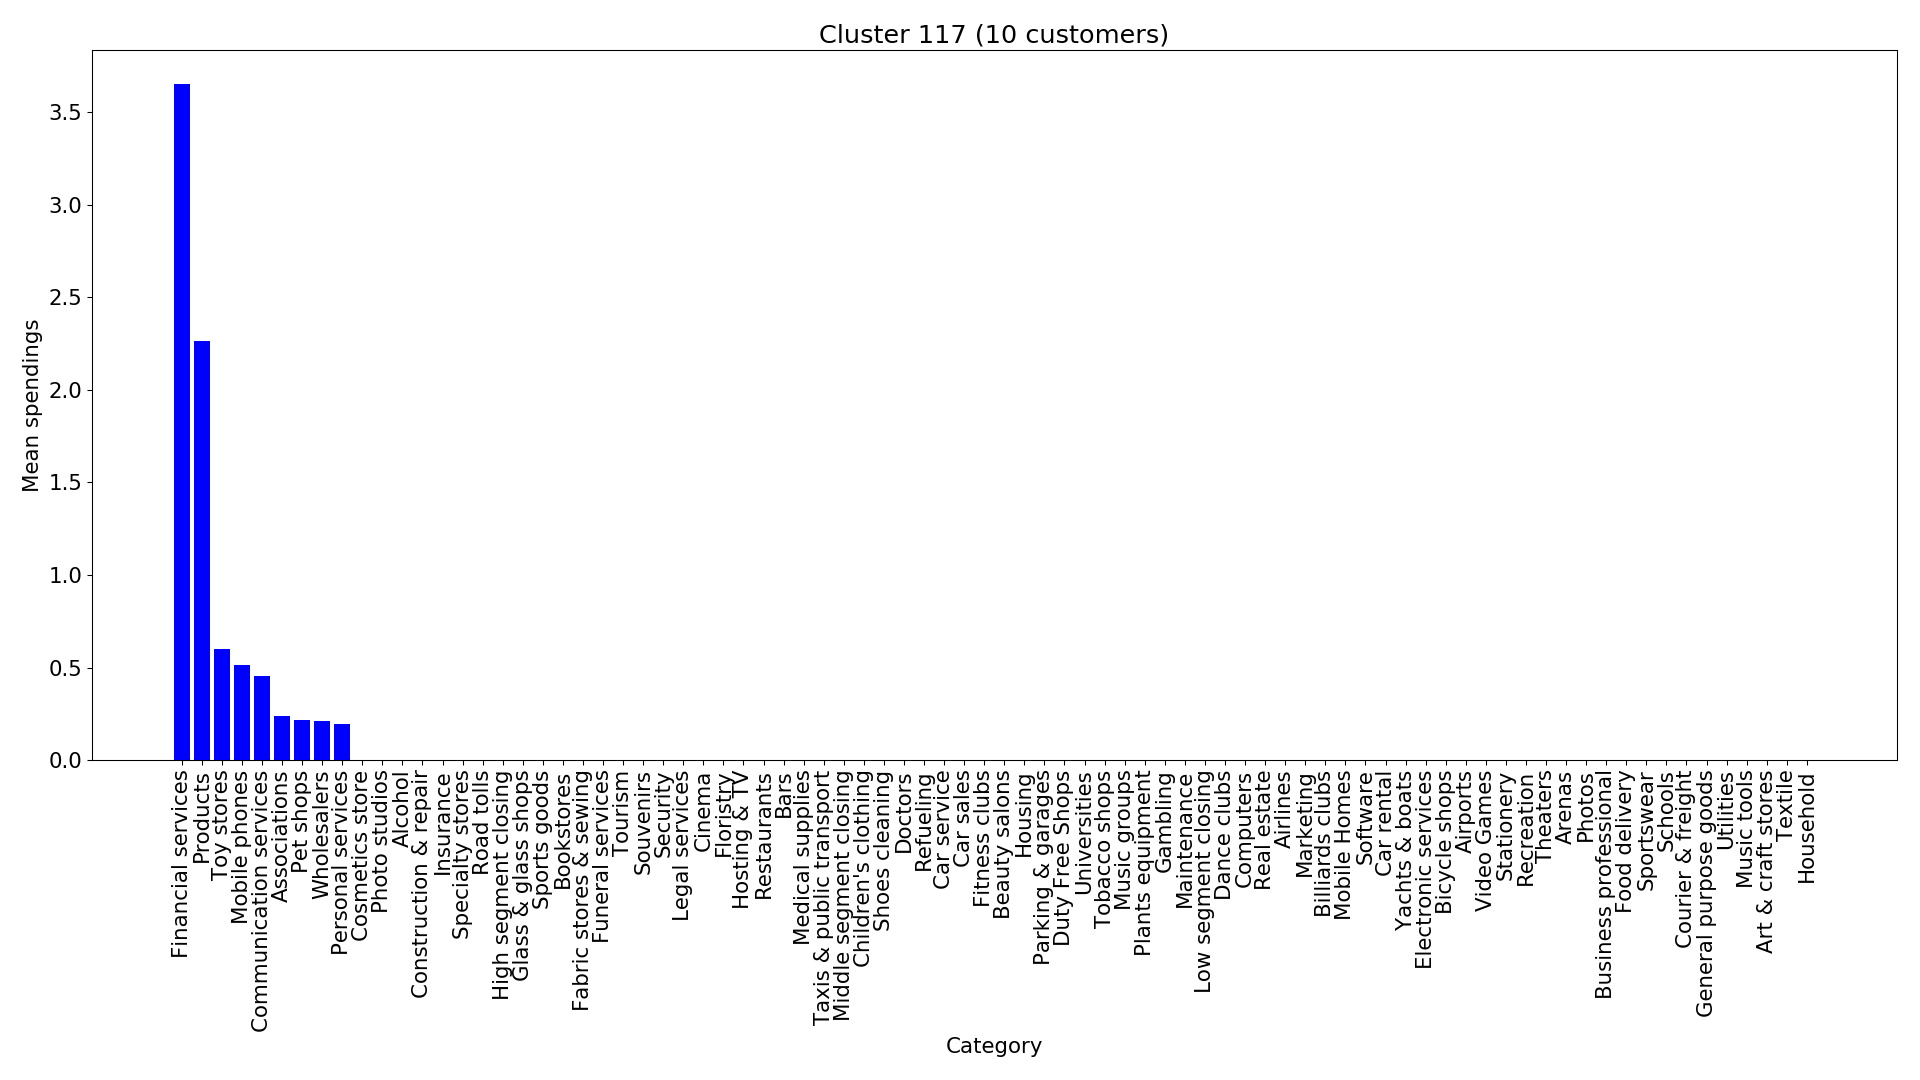 Cluster 117 (10 customers)
Mean spendings
3.5
3.0
2.5
2.0
1.5
1.0
0.5
0.0
Financial services
Products
Toy stores
Mobile phones
Communication services
Associations
Pet shops
Wholesalers
Personal services
Cosmetics store
Photo studios
Alcohol
Construction & repair
Insurance
Specialty stores
Road tolls
High segment closing
Glass & glass shops
Sports goods
Bookstores
Fabric stores & sewing
Funeral services
Tourism
Souvenirs
Security
Legal services
Cinema
Floristry
Hosting & TV
Restaurants
Bars
Medical supplies
Taxis & public transport
Middle segment closing
Children's clothing
Shoes cleaning
Doctors
Refueling
Car service
Car sales
Fitness clubs
Beauty salons
Housing
Parking & garages
Duty Free Shops
Universities
Tobacco shops
Music groups
Plants equipment
Gambling
Maintenance
Low segment closing
Dance clubs
Computers
Real estate
Airlines
Marketing
Billiards clubs
Mobile Homes
Software
Car rental
Yachts & boats
Electronic services
Bicycle shops
Airports
Video Games
Stationery
Recreation
Theaters
Arenas
Photos
Business professional
Food delivery
Sportswear
Schools
Courier & freight
General purpose goods
Utilities
Music tools
Art & craft stores
Textile
Household
Category